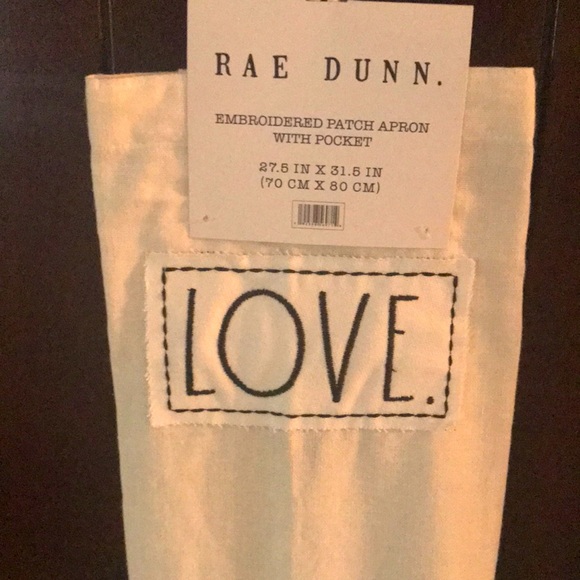 RAE DUNN.
EMBROIDERED PATCH APRON
WITH POCKET
27.5 IN X 31.5 IN
(70 CM X 80 CM)
LOVE.